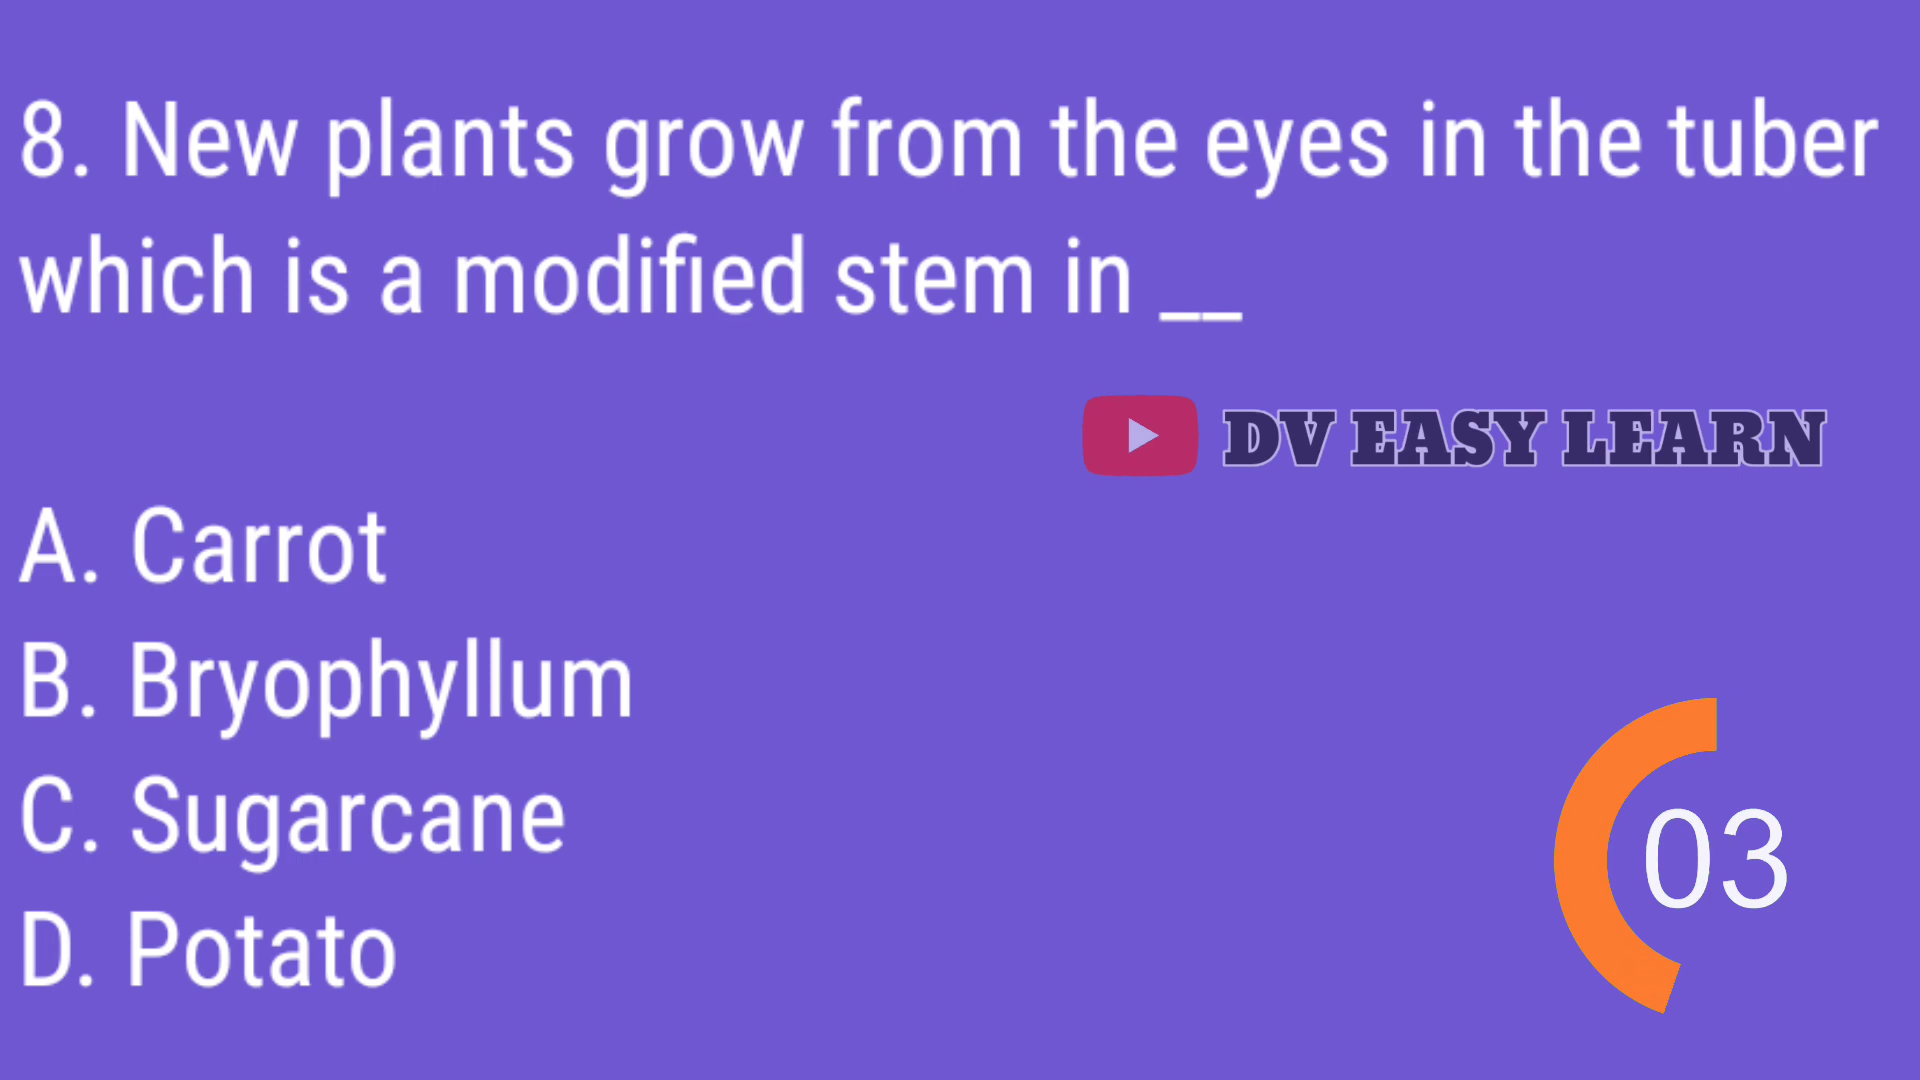 8. New plants grow from the eyes in the tuber
which is a modified stem in __
DV EASY LEARN
A. Carrot
B. Bryophyllum
C. Sugarcane
D. Potato
03